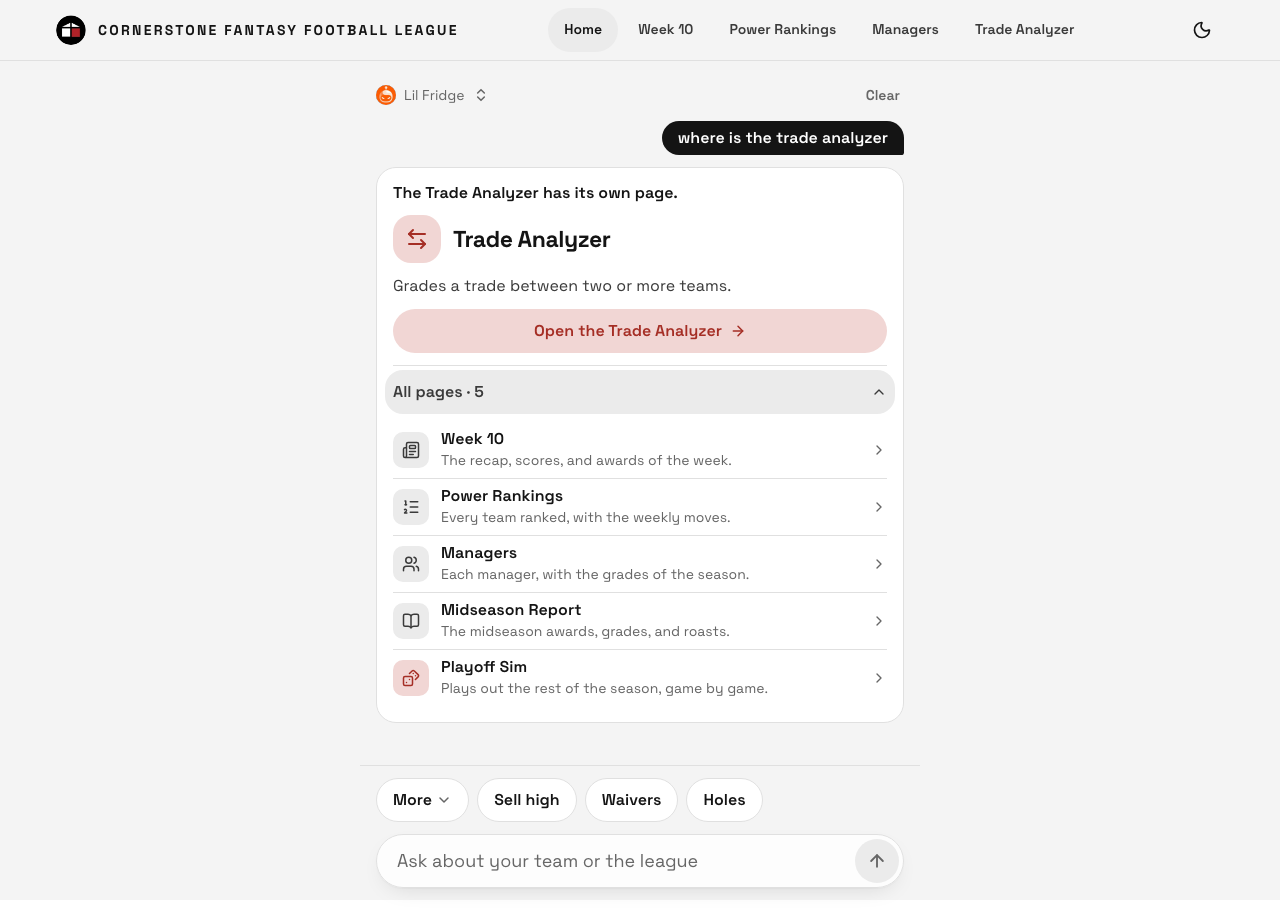 CORNERSTONE FANTASY FOOTBALL LEAGUE
Home
Week 10
Power Rankings
Managers
Trade Analyzer
Lil Fridge
Clear
where is the trade analyzer
The Trade Analyzer has its own page.
Trade Analyzer
Grades a trade between two or more teams.
Open the Trade Analyzer
All pages · 5
Week 10
The recap, scores, and awards of the week.
Power Rankings
Every team ranked, with the weekly moves.
Managers
Each manager, with the grades of the season.
Midseason Report
The midseason awards, grades, and roasts.
Playoff Sim
Plays out the rest of the season, game by game.
More
Sell high
Waivers
Holes
Ask about your team or the league